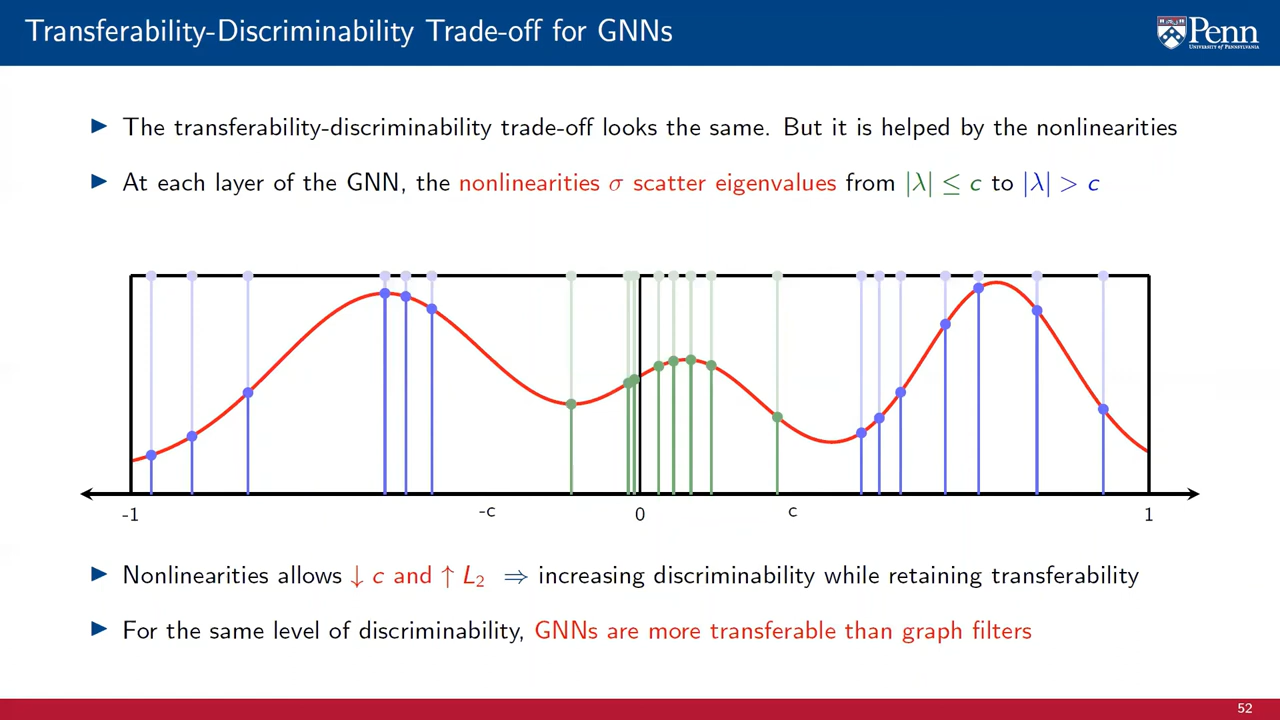 Transferability-Discriminability Trade-off for GNNs
Penn
UNIVERSITY OF PENNSYLVANIA
The transferability-discriminability trade-off looks the same. But it is helped by the nonlinearities
At each layer of the GNN, the nonlinearities σ scatter eigenvalues from |λ| ≤ c to |λ| > c
-1 -c 0 c 1
Nonlinearities allows ↓ c and ↑ L₂ ⇒ increasing discriminability while retaining transferability
For the same level of discriminability, GNNs are more transferable than graph filters
52